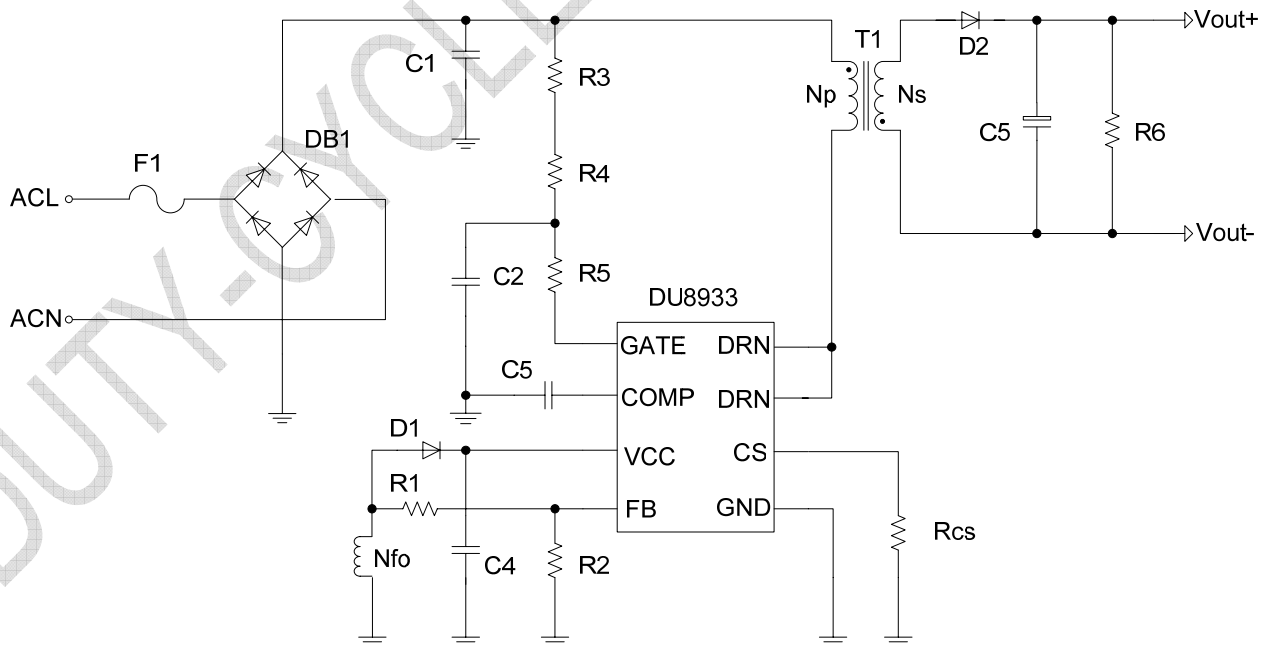 Vout+
T1
D2
C1
R3
Np
Ns
C5
R6
DB1
F1
R4
ACL
Vout-
C2
R5
DU8933
ACN
GATE
DRN
C5
COMP
DRN
D1
VCC
CS
R1
FB
GND
Rcs
Nfo
C4
R2
DUTY-CYCLE